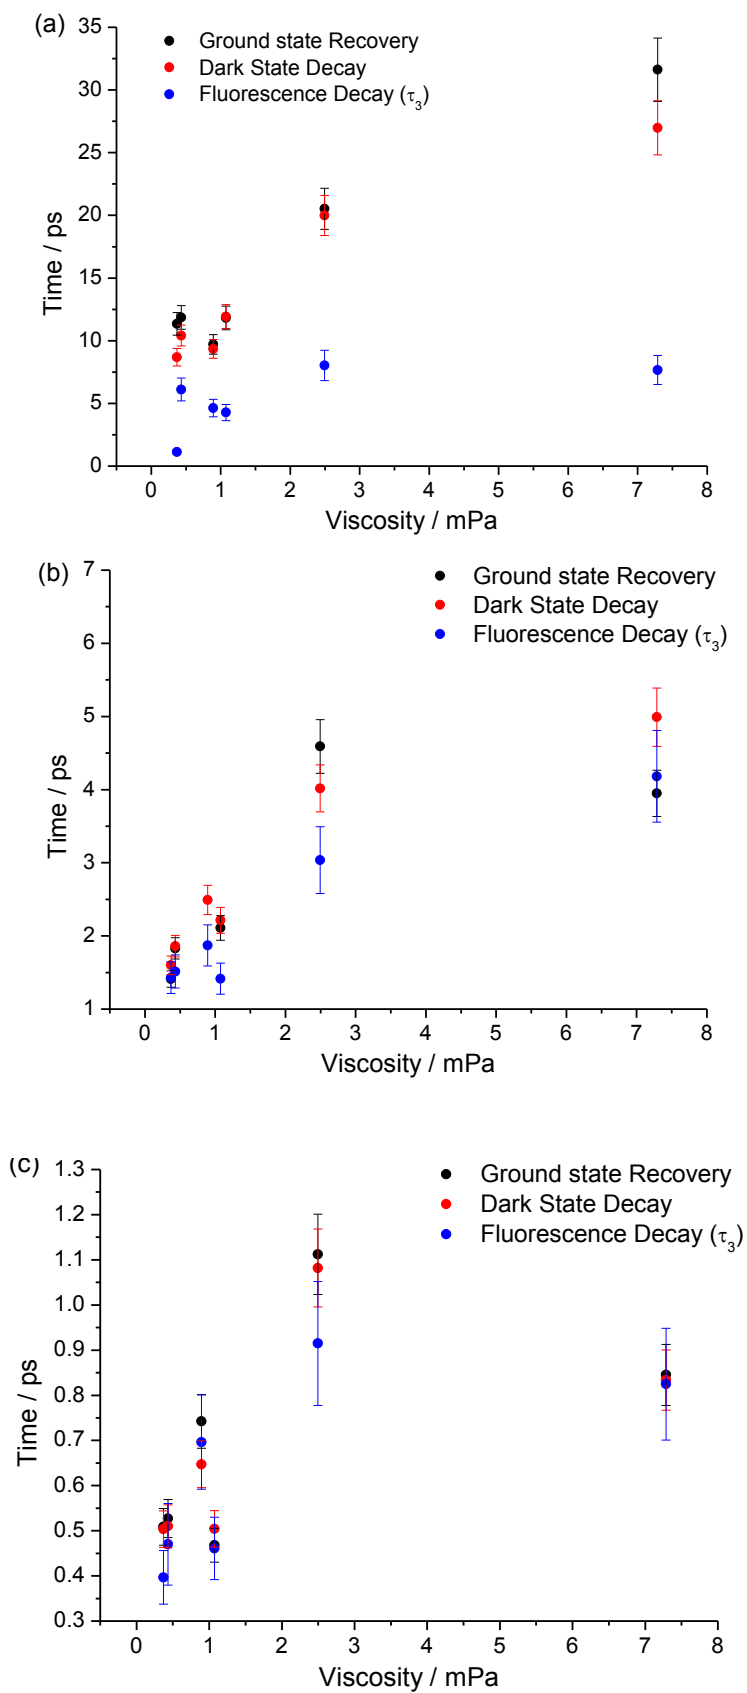 (a)
Ground state Recovery
Dark State Decay
Fluorescence Decay (τ3)
35
30
25
20
15
10
5
0
Time / ps
0 1 2 3 4 5 6 7 8
Viscosity / mPa
(b)
Ground state Recovery
Dark State Decay
Fluorescence Decay (τ3)
7
6
5
4
3
2
1
Time / ps
0 1 2 3 4 5 6 7 8
Viscosity / mPa
(c)
Ground state Recovery
Dark State Decay
Fluorescence Decay (τ3)
1.3
1.2
1.1
1.0
0.9
0.8
0.7
0.6
0.5
0.4
0.3
Time / ps
0 1 2 3 4 5 6 7 8
Viscosity / mPa